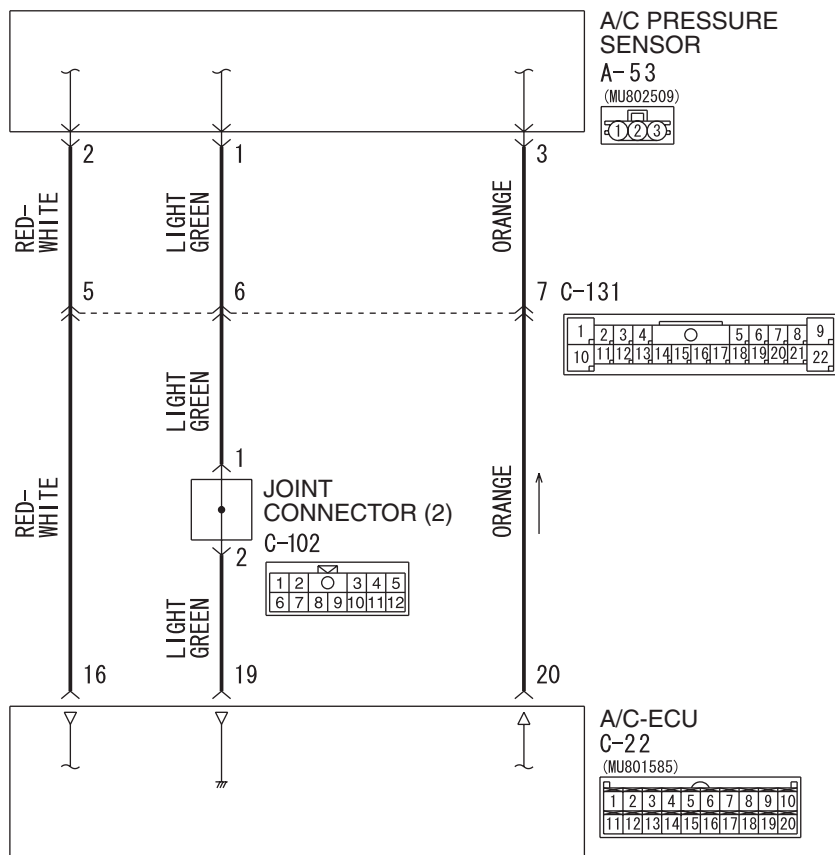 A/C PRESSURE
SENSOR
A-53
(MU802509)
1 2 3
2 1 3
RED-
WHITE
LIGHT
GREEN
ORANGE
5 6 7 C-131
1 2 3 4 5 6 7 8 9
10 11 12 13 14 15 16 17 18 19 20 21 22
LIGHT
GREEN
1
RED-
WHITE
JOINT
CONNECTOR (2)
C-102
ORANGE
2
1 2 3 4 5
6 7 8 9 10 11 12
LIGHT
GREEN
16 19 20
A/C-ECU
C-22
(MU801585)
1 2 3 4 5 6 7 8 9 10
11 12 13 14 15 16 17 18 19 20